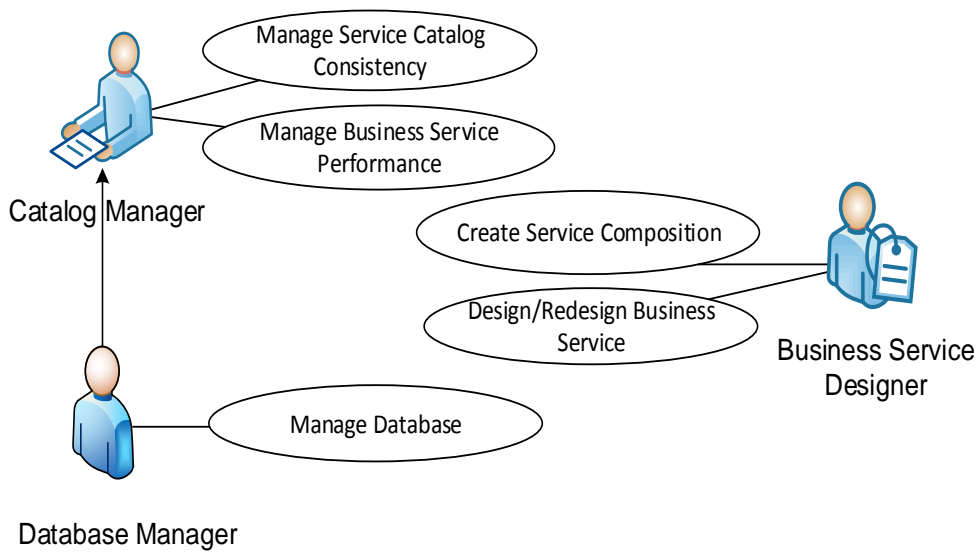 Manage Service Catalog
Consistency
Manage Business Service
Performance
Catalog Manager
Create Service Composition
Design/Redesign Business
Service
Business Service
Designer
Manage Database
Database Manager